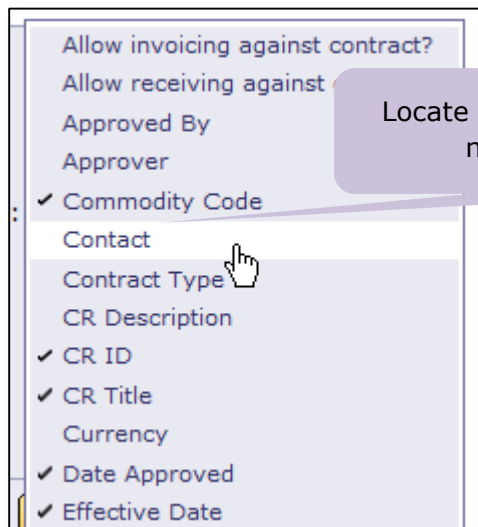 Allow invoicing against contract?
Allow receiving against
Locate
Approved By
Approver
✔ Commodity Code
:
Contact
Contract Type
CR Description
✔ CR ID
✔ CR Title
Currency
✔ Date Approved
✔ Effective Date